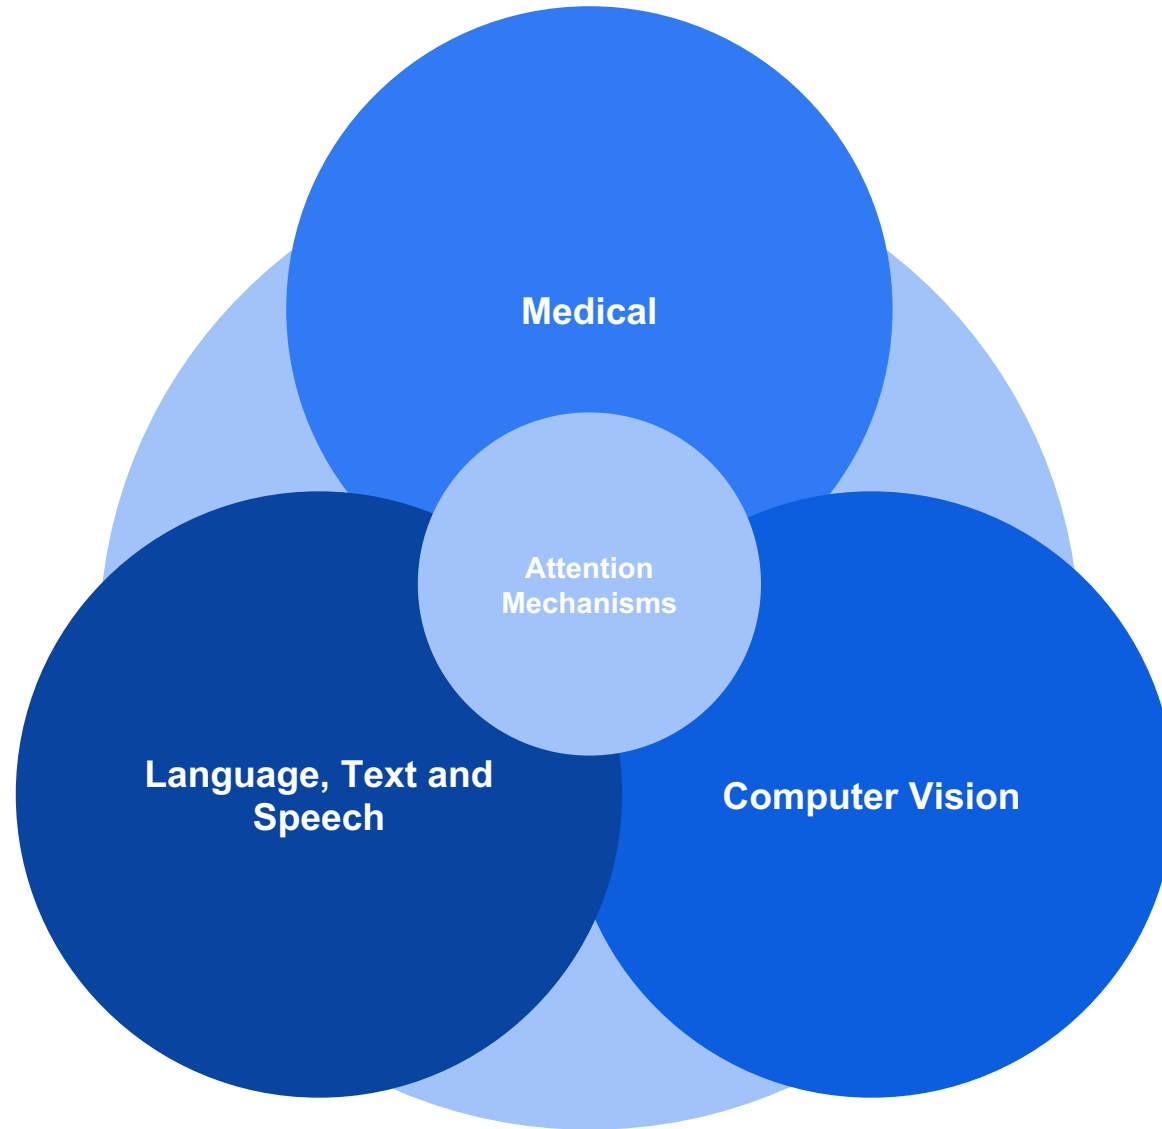 Medical
Attention
Mechanisms
Language, Text and
Speech
Computer Vision